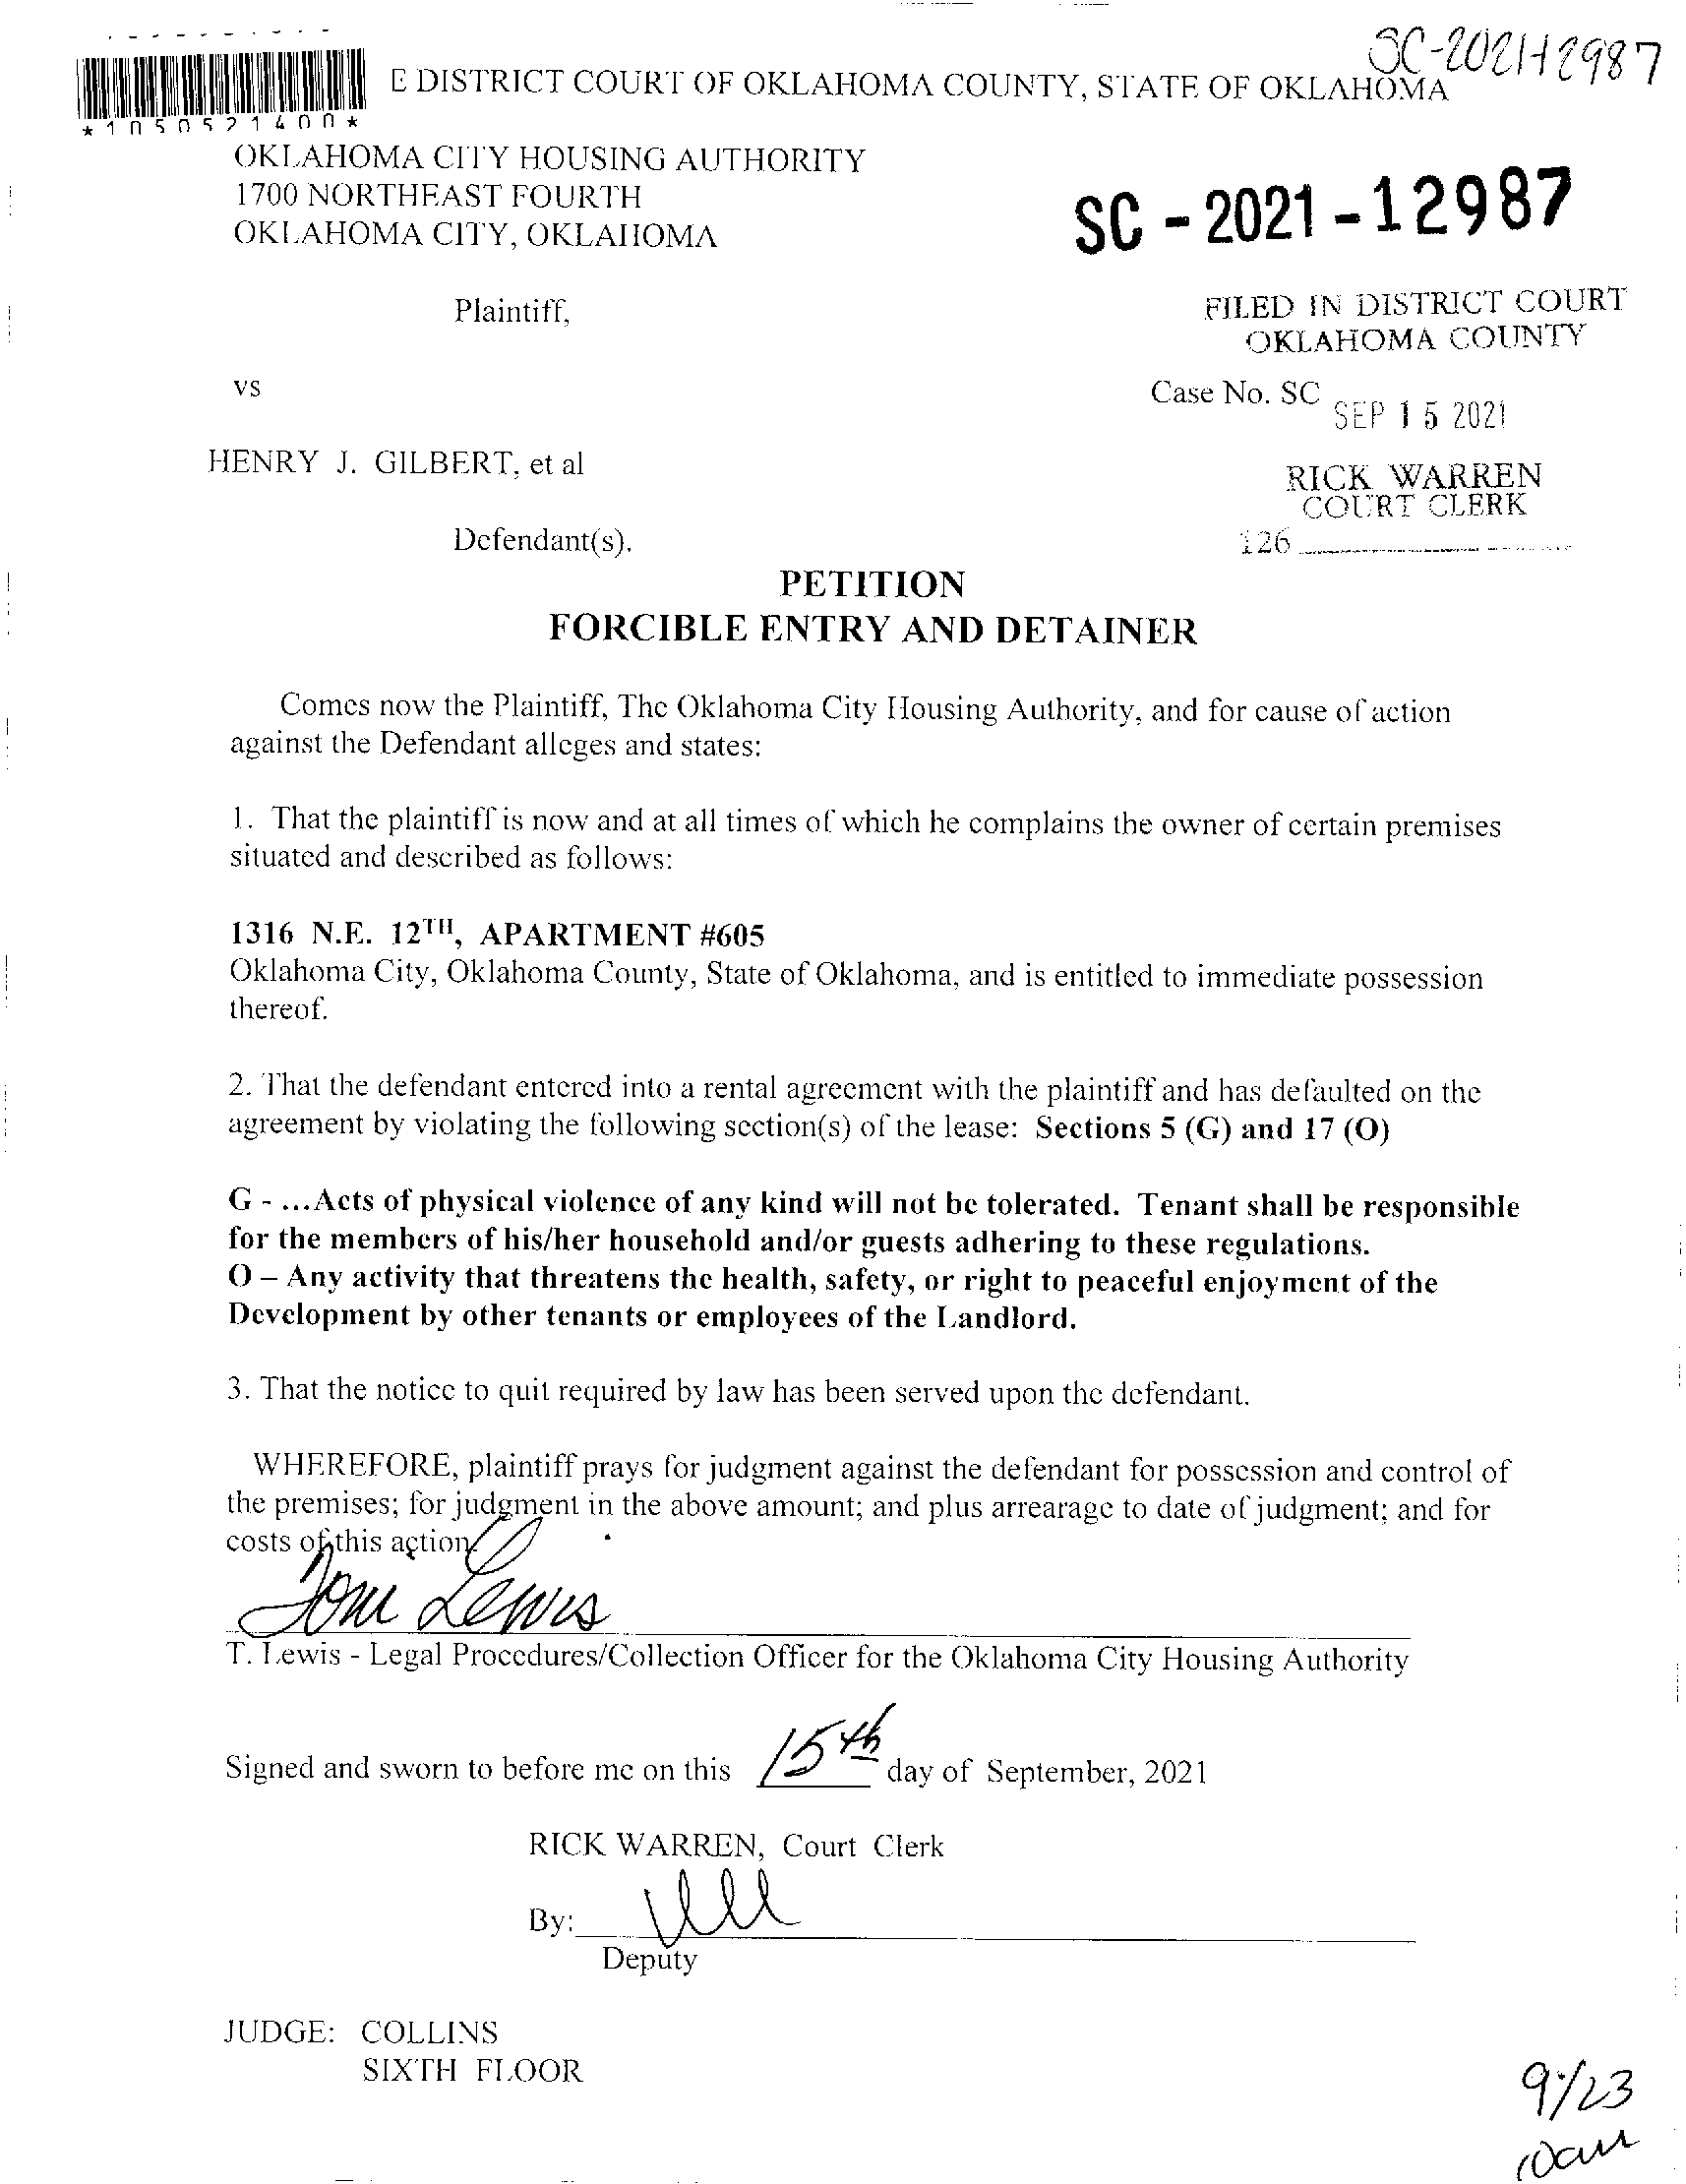 SC-2021-12987
E DISTRICT COURT OF OKLAHOMA COUNTY, STATE OF OKLAHOMA
*1050521400*
OKLAHOMA CITY HOUSING AUTHORITY
1700 NORTHEAST FOURTH
OKLAHOMA CITY, OKLAHOMA
SC - 2021 - 12987
Plaintiff,
FILED IN DISTRICT COURT
OKLAHOMA COUNTY
vs
Case No. SC
SEP 15 2021
HENRY J. GILBERT, et al
RICK WARREN
COURT CLERK
Defendant(s).
126
PETITION
FORCIBLE ENTRY AND DETAINER
Comes now the Plaintiff, The Oklahoma City Housing Authority, and for cause of action
against the Defendant alleges and states:
1. That the plaintiff is now and at all times of which he complains the owner of certain premises
situated and described as follows:
1316 N.E. 12TH, APARTMENT #605
Oklahoma City, Oklahoma County, State of Oklahoma, and is entitled to immediate possession
thereof.
2. That the defendant entered into a rental agreement with the plaintiff and has defaulted on the
agreement by violating the following section(s) of the lease: Sections 5 (G) and 17 (O)
G - ...Acts of physical violence of any kind will not be tolerated. Tenant shall be responsible
for the members of his/her household and/or guests adhering to these regulations.
O – Any activity that threatens the health, safety, or right to peaceful enjoyment of the
Development by other tenants or employees of the Landlord.
3. That the notice to quit required by law has been served upon the defendant.
WHEREFORE, plaintiff prays for judgment against the defendant for possession and control of
the premises; for judgment in the above amount; and plus arrearage to date of judgment; and for
costs of this action.
Toni Lewis
T. Lewis - Legal Procedures/Collection Officer for the Oklahoma City Housing Authority
Signed and sworn to before me on this 15th day of September, 2021
RICK WARREN, Court Clerk
By:
Deputy
JUDGE: COLLINS
SIXTH FLOOR
9/23
10am